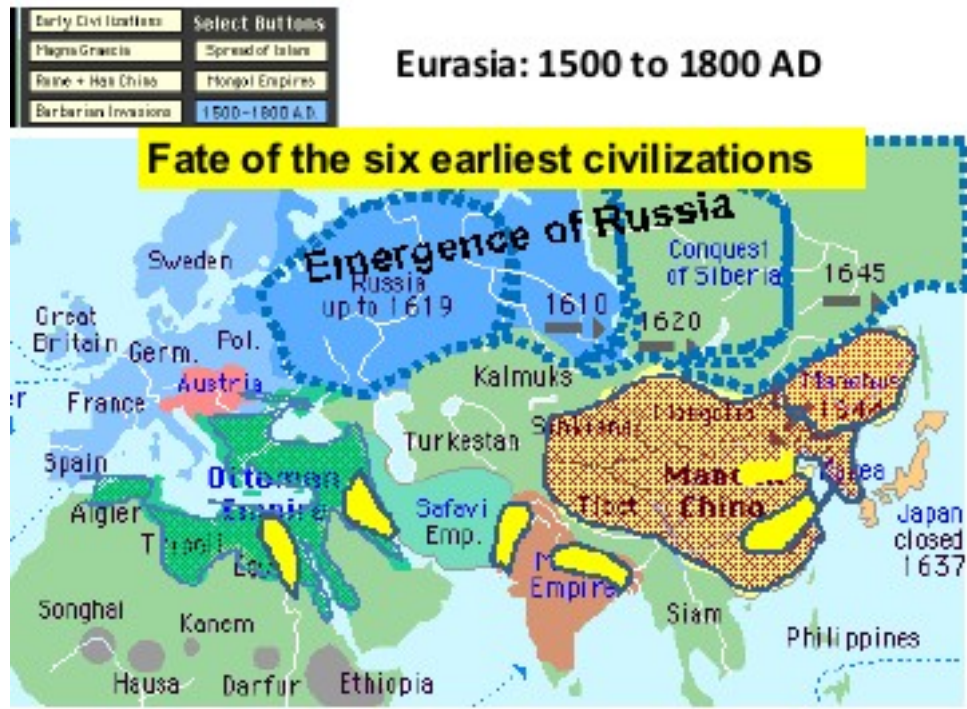 Early Civilizations
Select Buttons
Magna Graecia
Spread of Islam
Rome + Han China
Mongol Empires
Barbarian Invasions
1500-1800 A.D.
Eurasia: 1500 to 1800 AD
Fate of the six earliest civilizations
Emergence of Russia
Sweden
Russia
up to 1619
Conquest
of Siberia
1610
1620
1645
Great
Britain
Germ.
Pol.
Austria
France
Kalmuks
Turkestan
Spain
Ottoman
Empire
Safavi
Emp.
Tibet
China
Korea
Algier
Japan
closed
1637
Empire
Siam
Songhai
Kanem
Hausa
Darfur
Ethiopia
Philippines